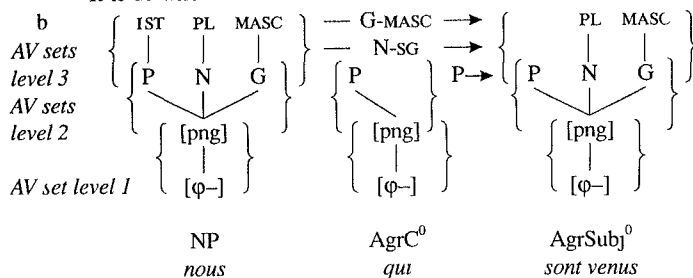 b 1ST PL MASC — G-MASC → PL MASC
AV sets — N-SG →
level 3 P N G P P→ P N G
AV sets
level 2 [png] [png] [png]
AV set level 1 [φ–] [φ–] [φ–]
NP AgrC⁰ AgrSubj⁰
nous qui sont venus